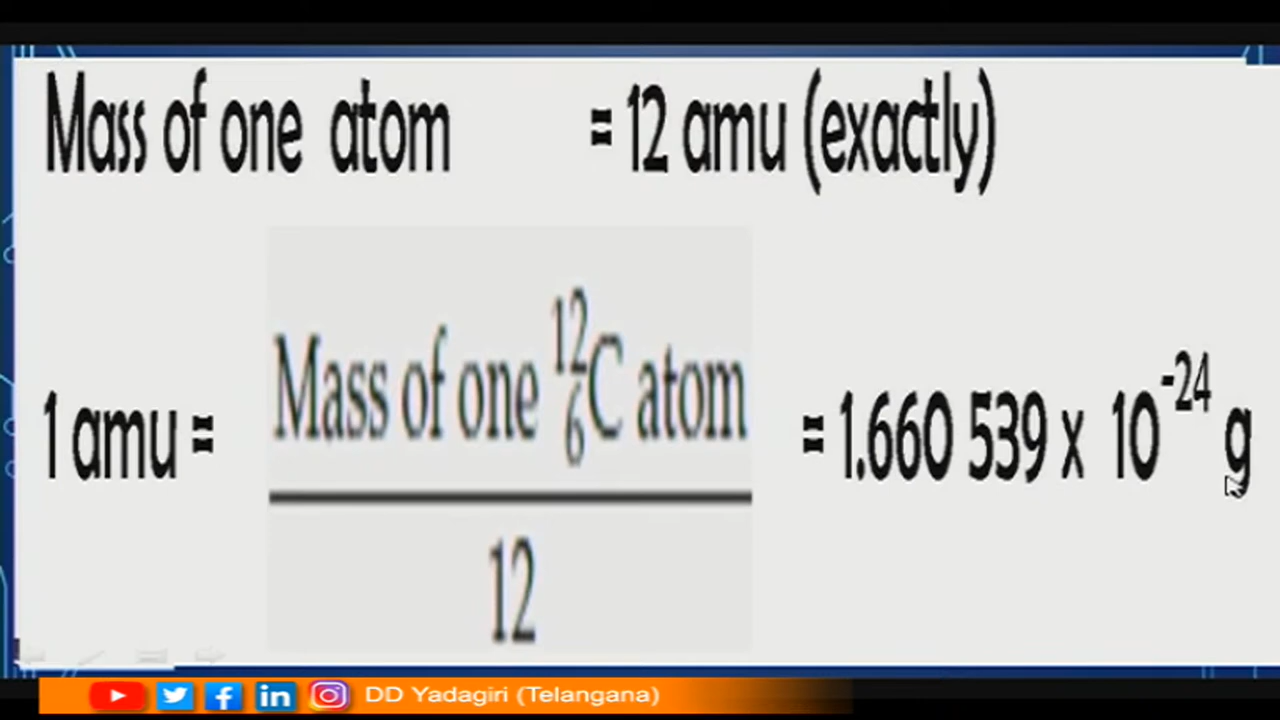 Mass of one atom = 12 amu (exactly)
1 amu = Mass of one ¹²₆C atom / 12 = 1.660 539 x 10⁻²⁴ g
DD Yadagiri (Telangana)